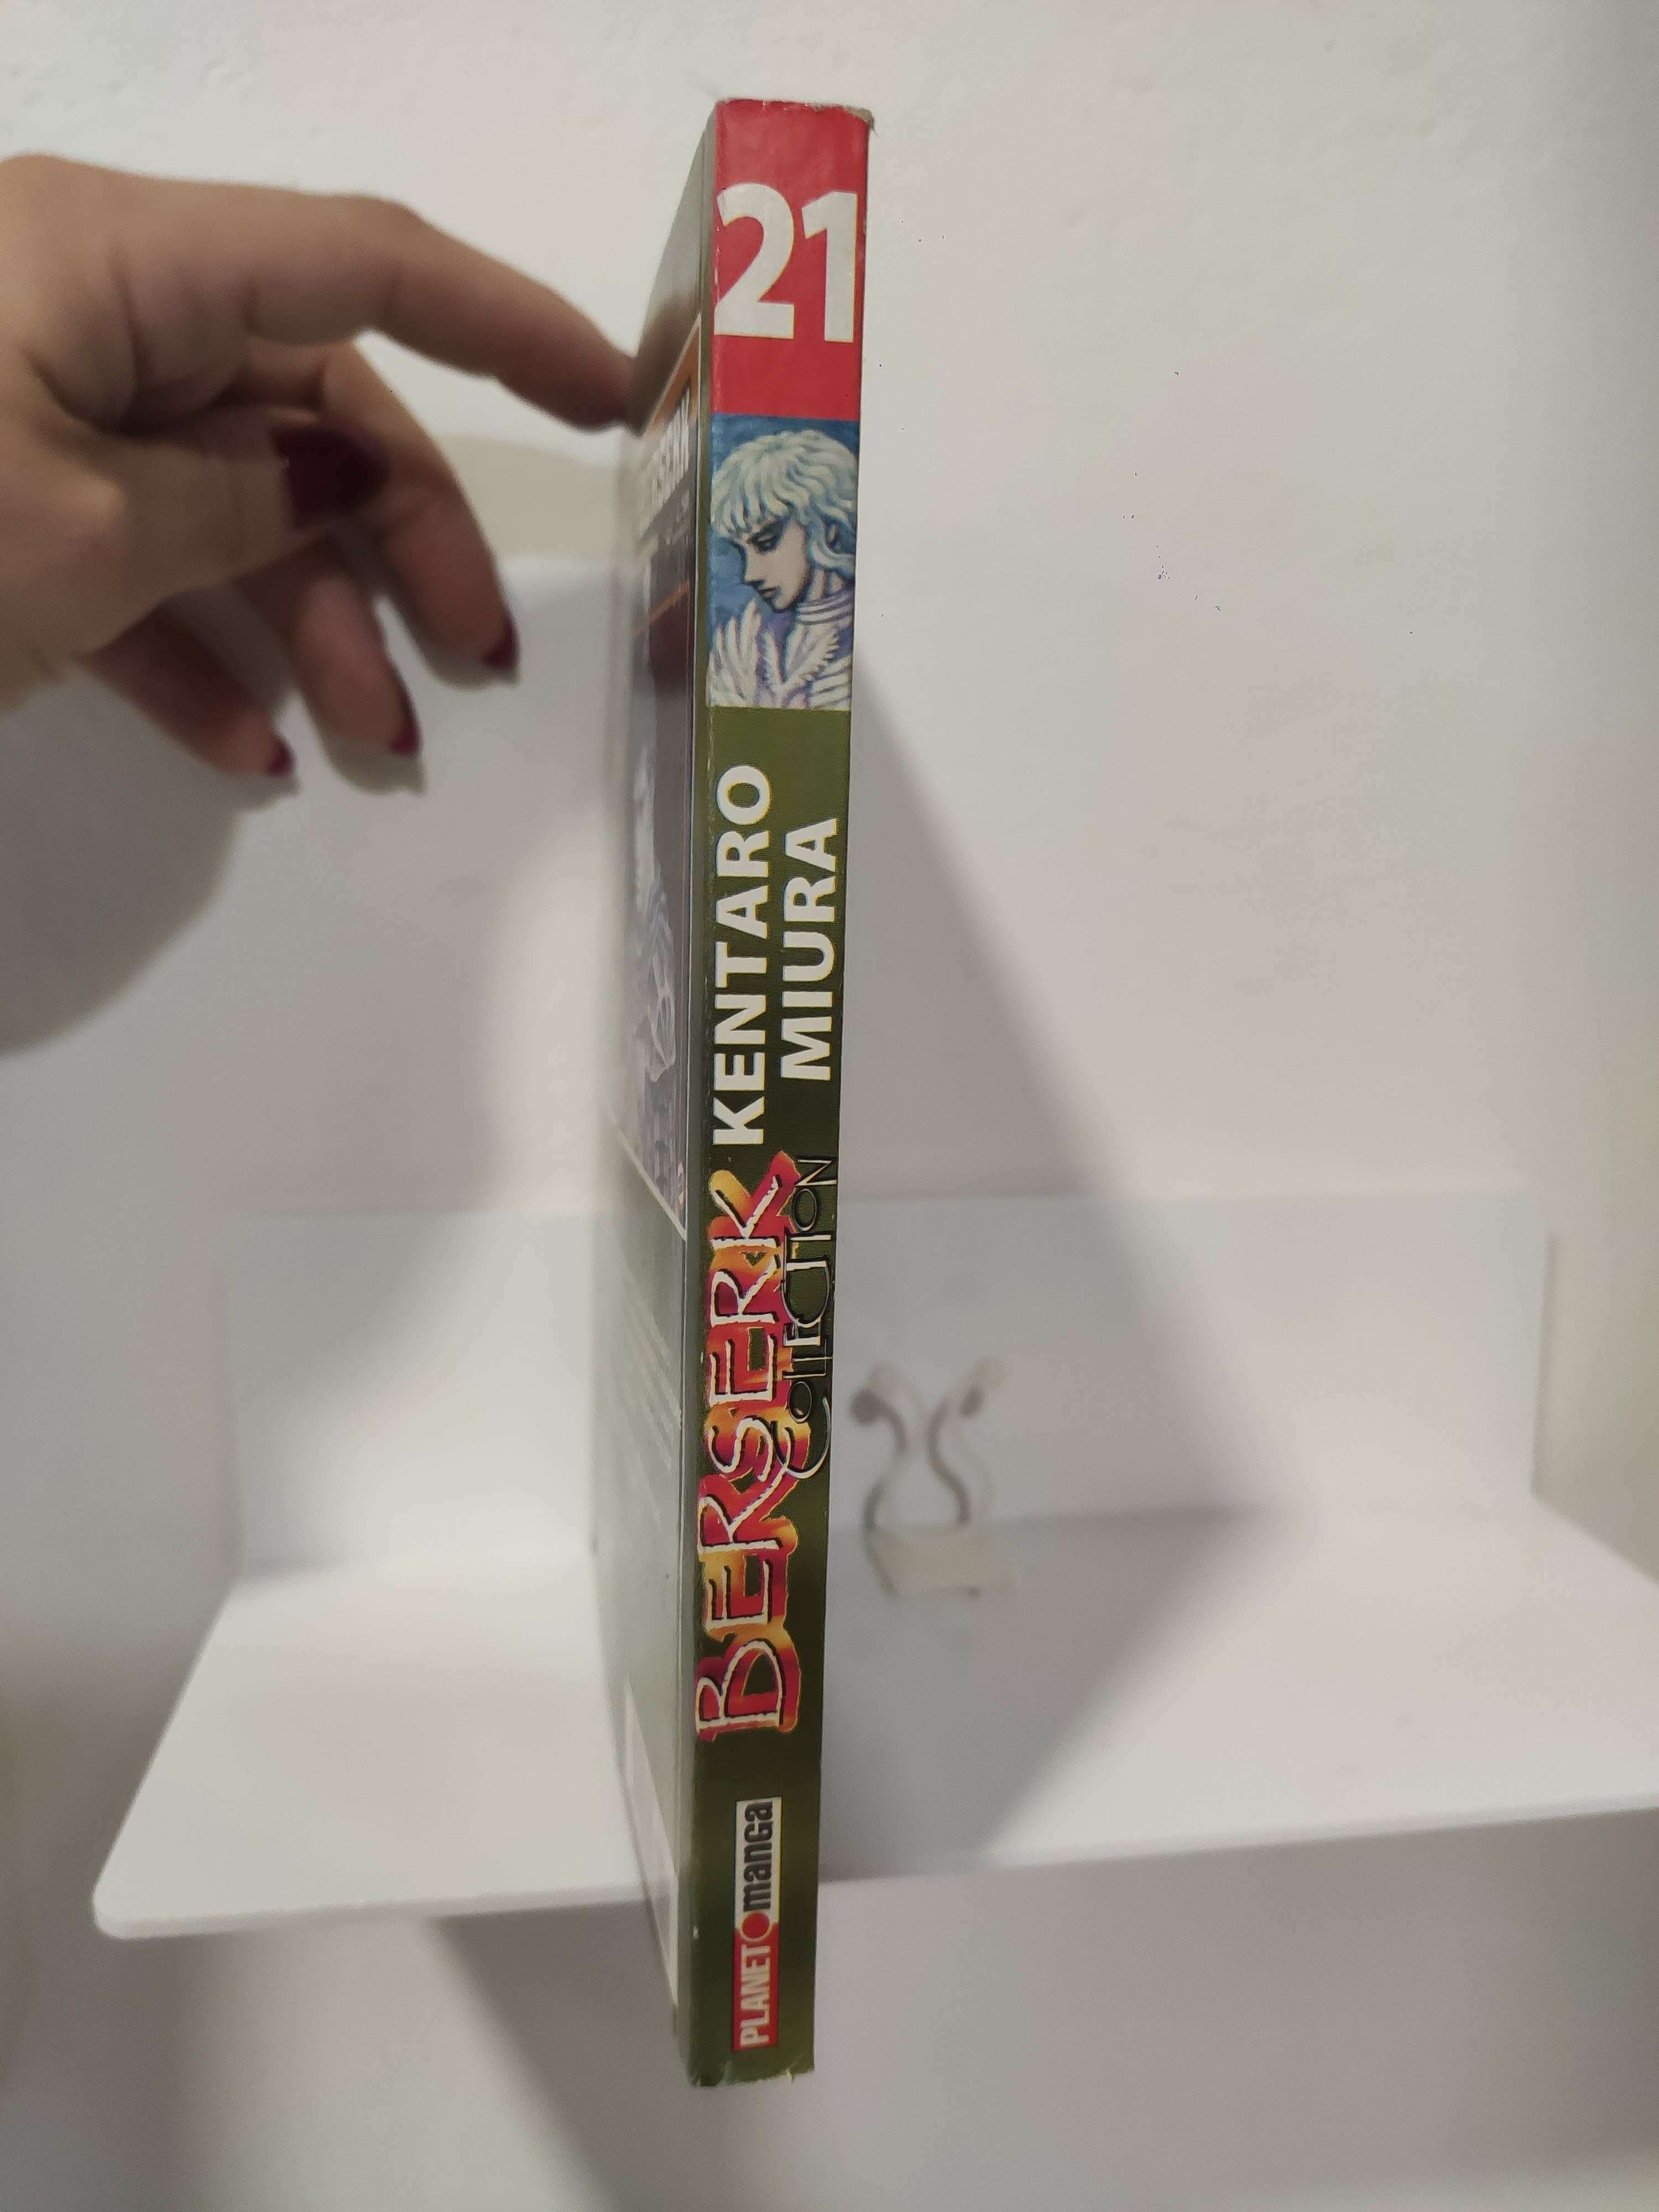 21
KENTARO
MIURA
BERSERK
COLLECTION
PLANET manga